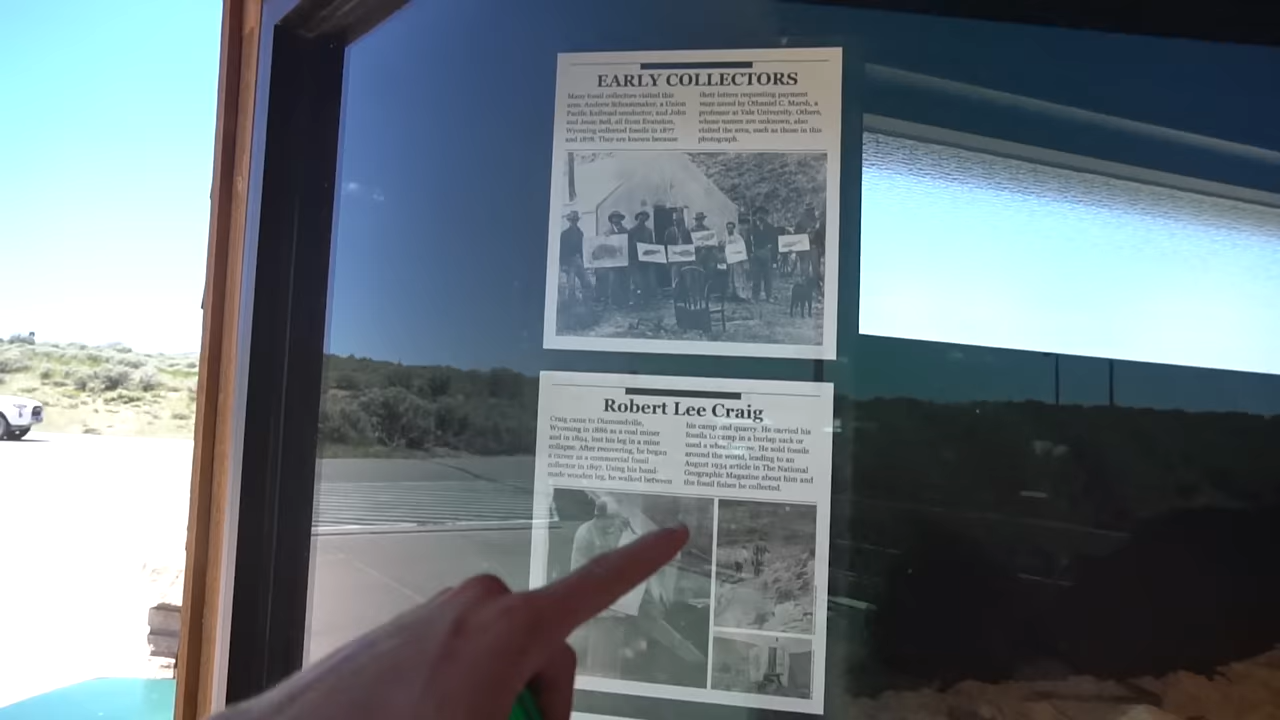 EARLY COLLECTORS
Many fossil collectors visited this
area. Andrew Schoonmaker, a Union
Pacific Railroad conductor, and John
and Jesse Bell, all from Evanston,
Wyoming collected fossils in 1877
and 1878. They are known because
their letters requesting payment
were saved by Othaniel C. Marsh, a
professor at Yale University. Others,
whose names are unknown, also
visited the area, such as those in this
photograph.
Robert Lee Craig
Craig came to Diamondville,
Wyoming in 1886 as a coal miner
and in 1894, lost his leg in a mine
collapse. After recovering, he began
a career as a commercial fossil
collector in 1897. Using his hand-
made wooden leg, he walked between
his camp and quarry. He carried his
fossils to camp in a burlap sack or
used a wheelbarrow. He sold fossils
around the world, leading to an
August 1934 article in The National
Geographic Magazine about him and
the fossil fishes he collected.